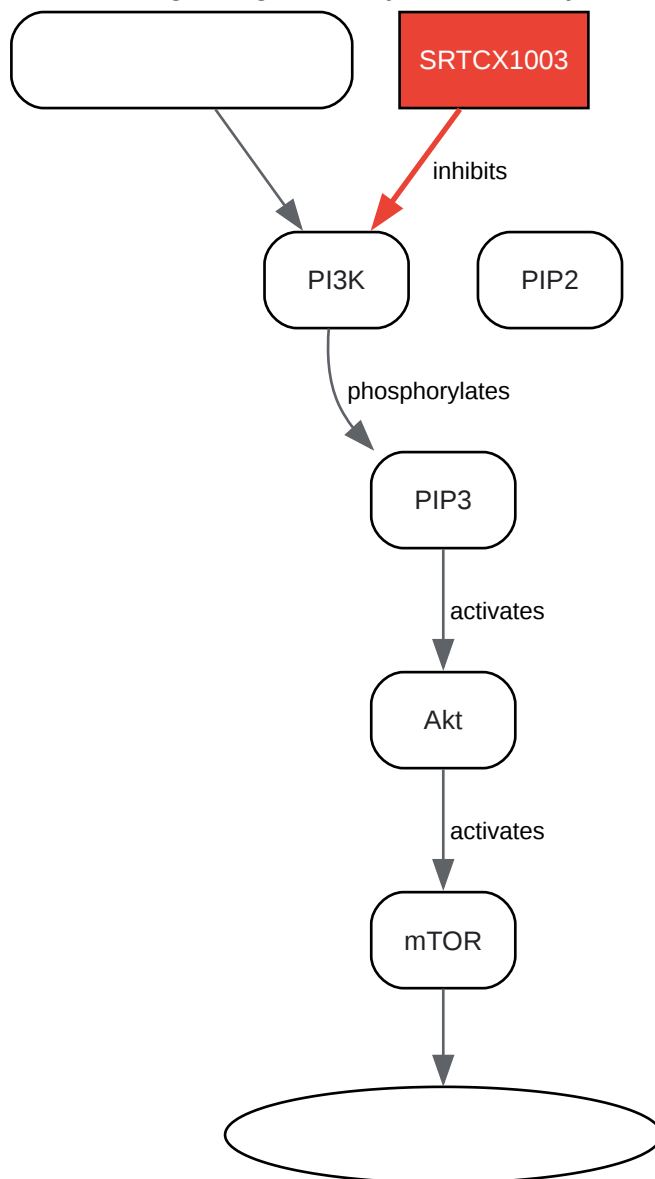 SRTCX1003
inhibits
PI3K
PIP2
phosphorylates
PIP3
activates
Akt
activates
mTOR